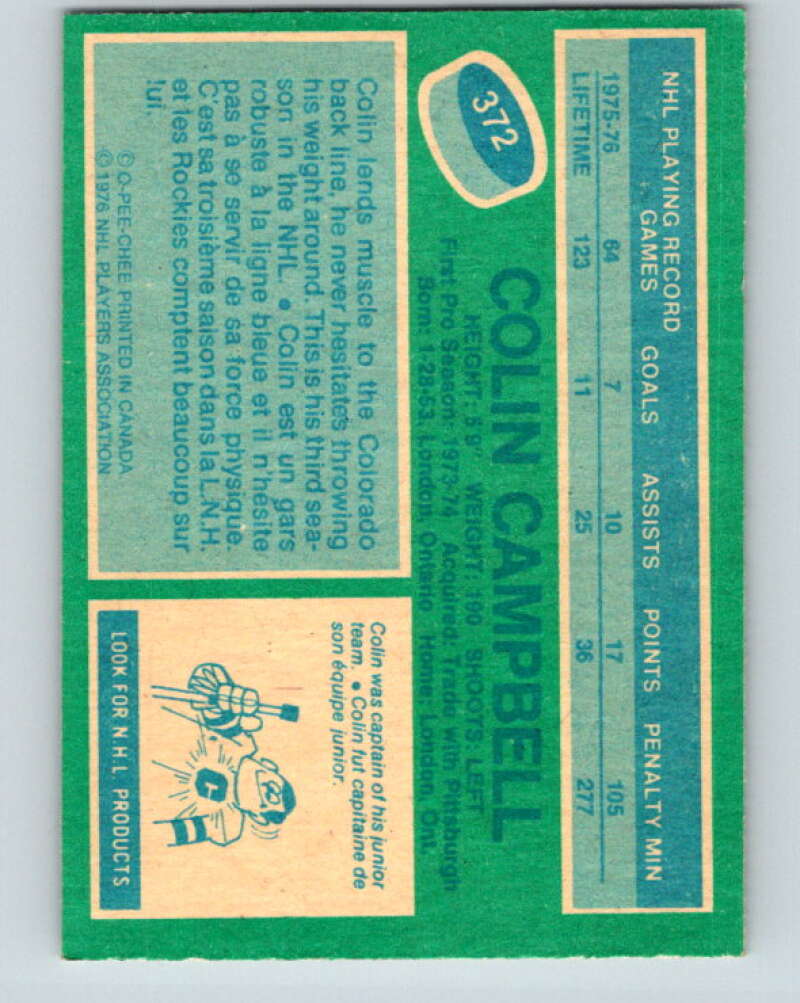 NHL PLAYING RECORD
GAMES GOALS ASSISTS POINTS PENALTY MIN
1975-76 64 7 10 17 105
LIFETIME 123 11 25 36 277
372
COLIN CAMPBELL
HEIGHT: 5'9" WEIGHT: 190 SHOOTS: LEFT
First Pro Season: 1973-74 Acquired: Trade with Pittsburgh
Born: 1-28-53, London, Ontario Home: London, Ont.
Colin lends muscle to the Colorado
back line, he never hesitates throwing
his weight around. This is his third sea-
son in the NHL. • Colin est un gars
robuste à la ligne bleue et il n'hésite
pas à se servir de sa force physique.
C'est sa troisième saison dans la L.N.H.
et les Rockies comptent beaucoup sur
lui.
© O-PEE-CHEE PRINTED IN CANADA
© 1976 NHL PLAYERS ASSOCIATION
Colin was captain of his junior
team. • Colin fut capitaine de
son équipe junior.
C
LOOK FOR N.H.L. PRODUCTS